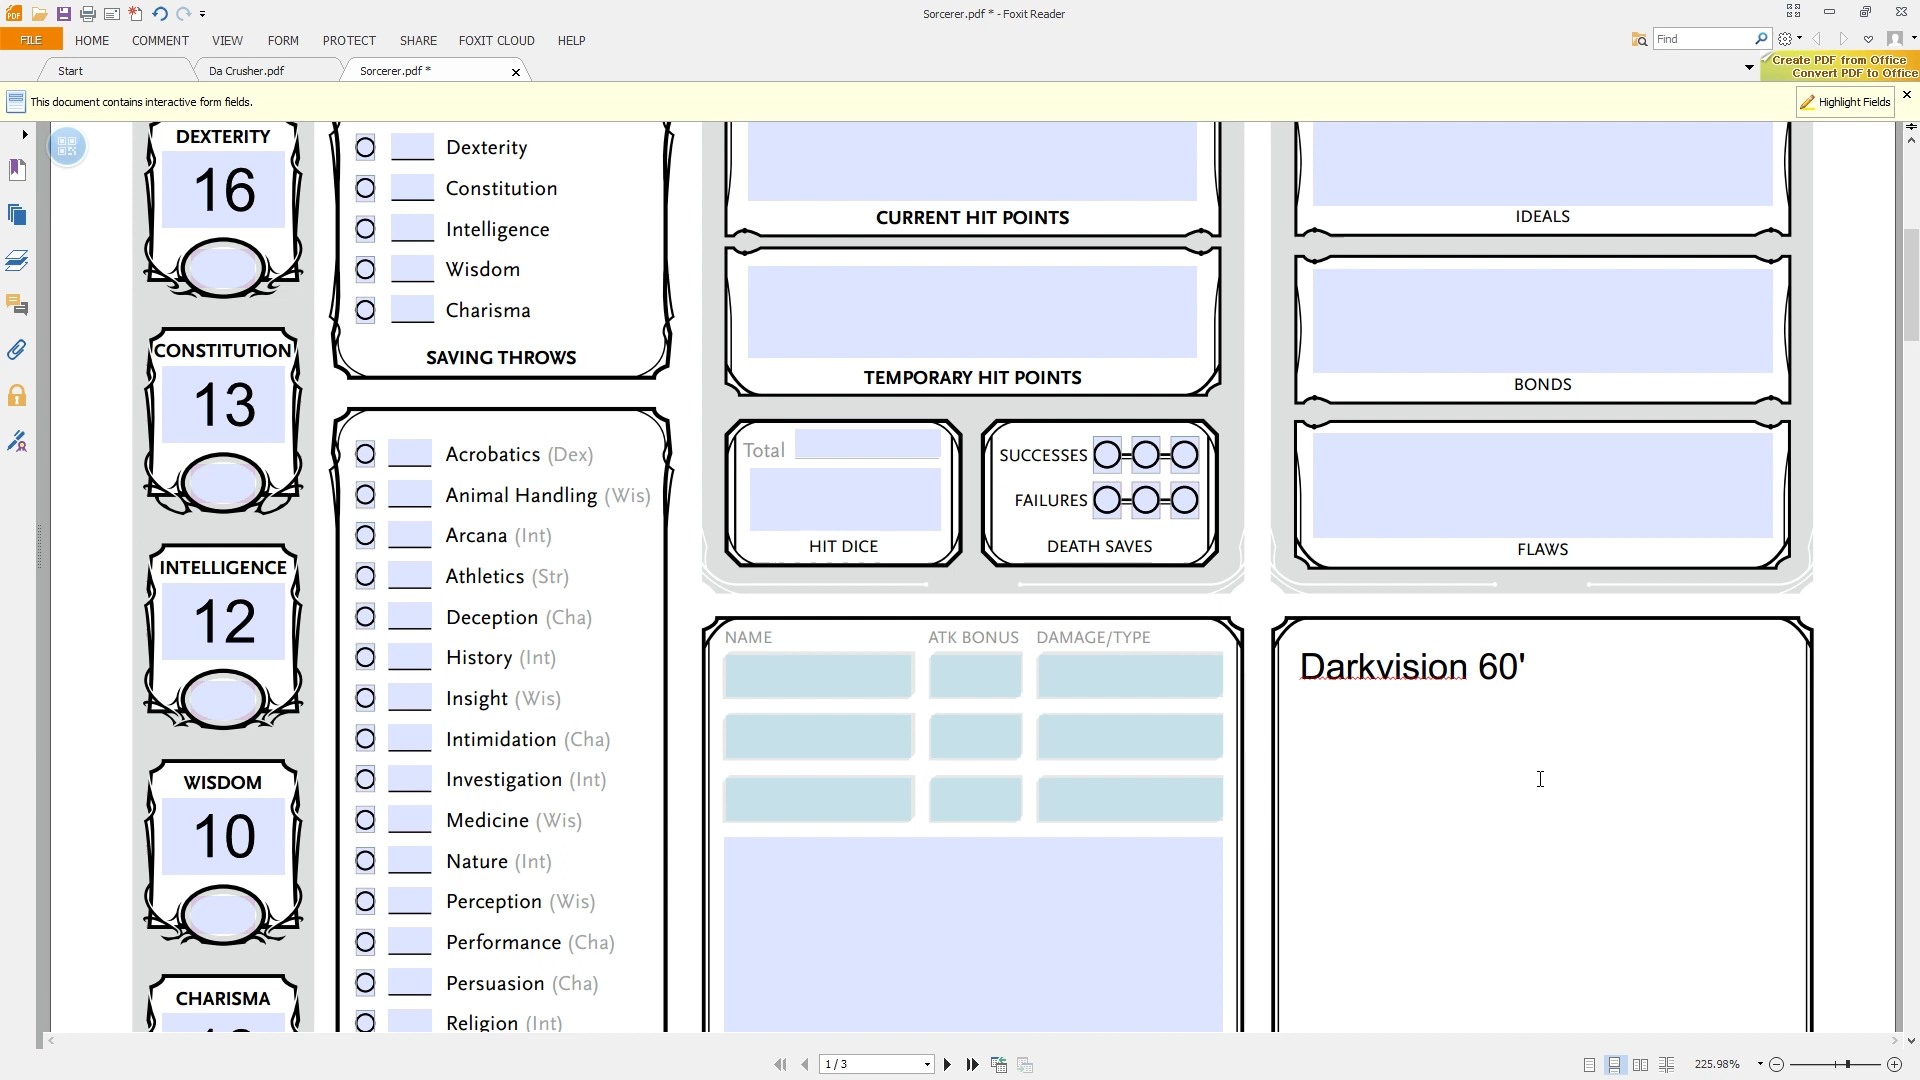 PDF
Sorcerer.pdf * - Foxit Reader
FILE HOME COMMENT VIEW FORM PROTECT SHARE FOXIT CLOUD HELP
Find
Start Da Crusher.pdf Sorcerer.pdf *
Create PDF from Office
Convert PDF to Office
This document contains interactive form fields.
Highlight Fields
DEXTERITY
16
CONSTITUTION
13
INTELLIGENCE
12
WISDOM
10
CHARISMA
Dexterity
Constitution
Intelligence
Wisdom
Charisma
SAVING THROWS
Acrobatics (Dex)
Animal Handling (Wis)
Arcana (Int)
Athletics (Str)
Deception (Cha)
History (Int)
Insight (Wis)
Intimidation (Cha)
Investigation (Int)
Medicine (Wis)
Nature (Int)
Perception (Wis)
Performance (Cha)
Persuasion (Cha)
Religion (Int)
CURRENT HIT POINTS
TEMPORARY HIT POINTS
Total
HIT DICE
SUCCESSES
FAILURES
DEATH SAVES
NAME ATK BONUS DAMAGE/TYPE
IDEALS
BONDS
FLAWS
Darkvision 60'
1 / 3
225.98%